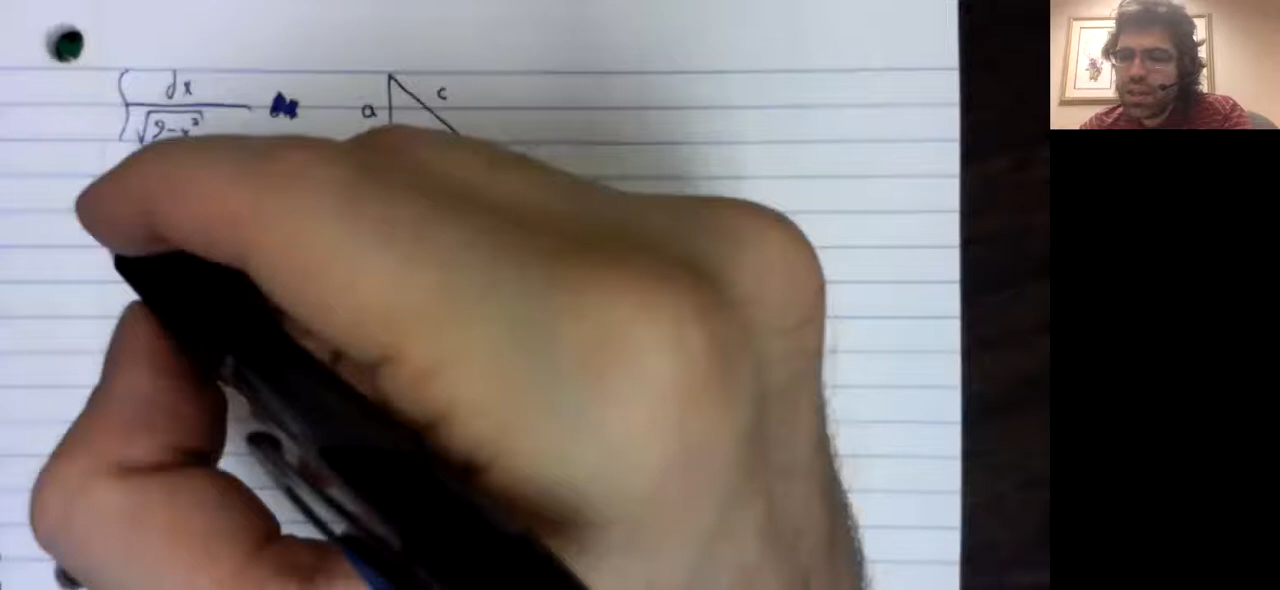 ∫ dx / √(9-x²)
a c